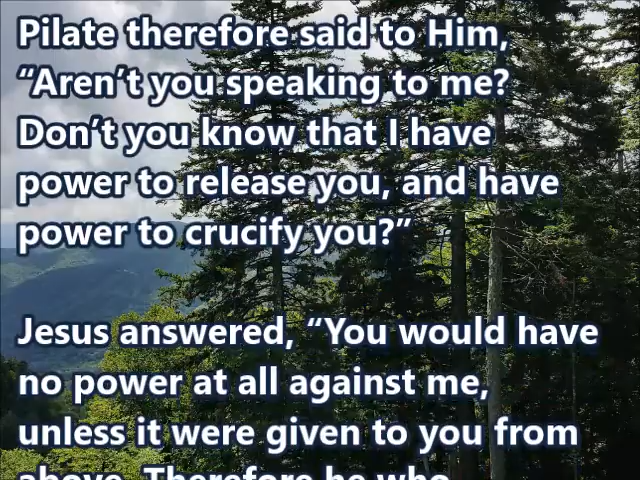 Pilate therefore said to Him,
“Aren’t you speaking to me?
Don’t you know that I have
power to release you, and have
power to crucify you?”
Jesus answered, “You would have
no power at all against me,
unless it were given to you from
above. Therefore he who